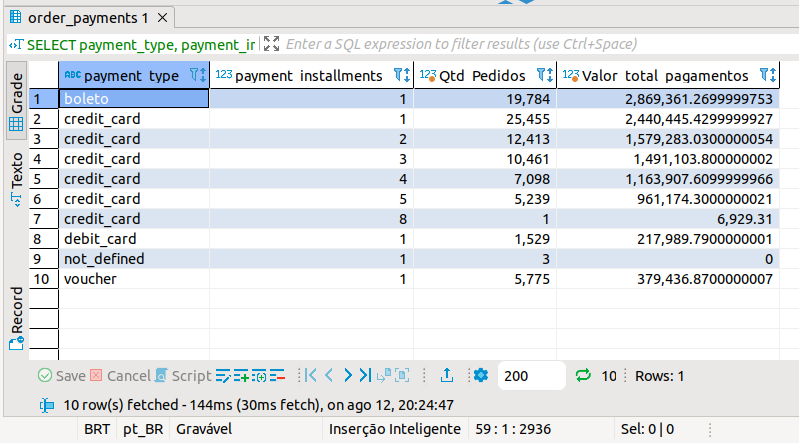 order_payments 1
SELECT payment_type, payment_ir Enter a SQL expression to filter results (use Ctrl+Space)
Grade
Texto
Record
ABC payment_type 123 payment_installments 123 Qtd_Pedidos 123 Valor_total_pagamentos
1 boleto 1 19,784 2,869,361.2699999753
2 credit_card 1 25,455 2,440,445.4299999927
3 credit_card 2 12,413 1,579,283.0300000054
4 credit_card 3 10,461 1,491,103.800000002
5 credit_card 4 7,098 1,163,907.6099999966
6 credit_card 5 5,239 961,174.3000000021
7 credit_card 8 1 6,929.31
8 debit_card 1 1,529 217,989.7900000001
9 not_defined 1 3 0
10 voucher 1 5,775 379,436.8700000007
Save Cancel Script 200 10 Rows: 1
10 row(s) fetched - 144ms (30ms fetch), on ago 12, 20:24:47
BRT pt_BR Gravável Inserção Inteligente 59 : 1 : 2936 Sel: 0 | 0